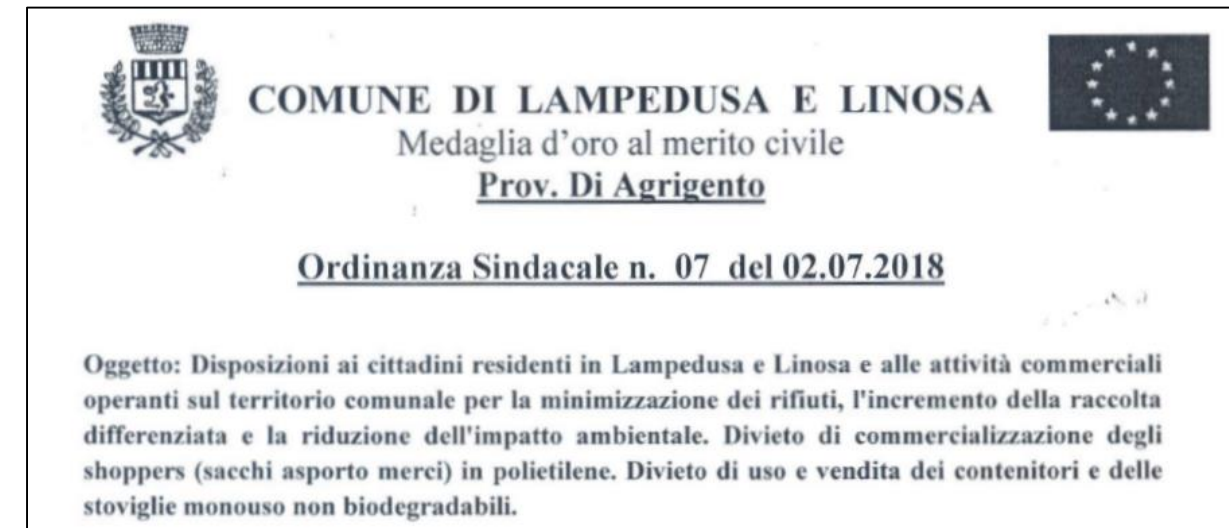 COMUNE DI LAMPEDUSA E LINOSA
Medaglia d'oro al merito civile
Prov. Di Agrigento
Ordinanza Sindacale n. 07 del 02.07.2018
Oggetto: Disposizioni ai cittadini residenti in Lampedusa e Linosa e alle attività commerciali
operanti sul territorio comunale per la minimizzazione dei rifiuti, l'incremento della raccolta
differenziata e la riduzione dell'impatto ambientale. Divieto di commercializzazione degli
shoppers (sacchi asporto merci) in polietilene. Divieto di uso e vendita dei contenitori e delle
stoviglie monouso non biodegradabili.